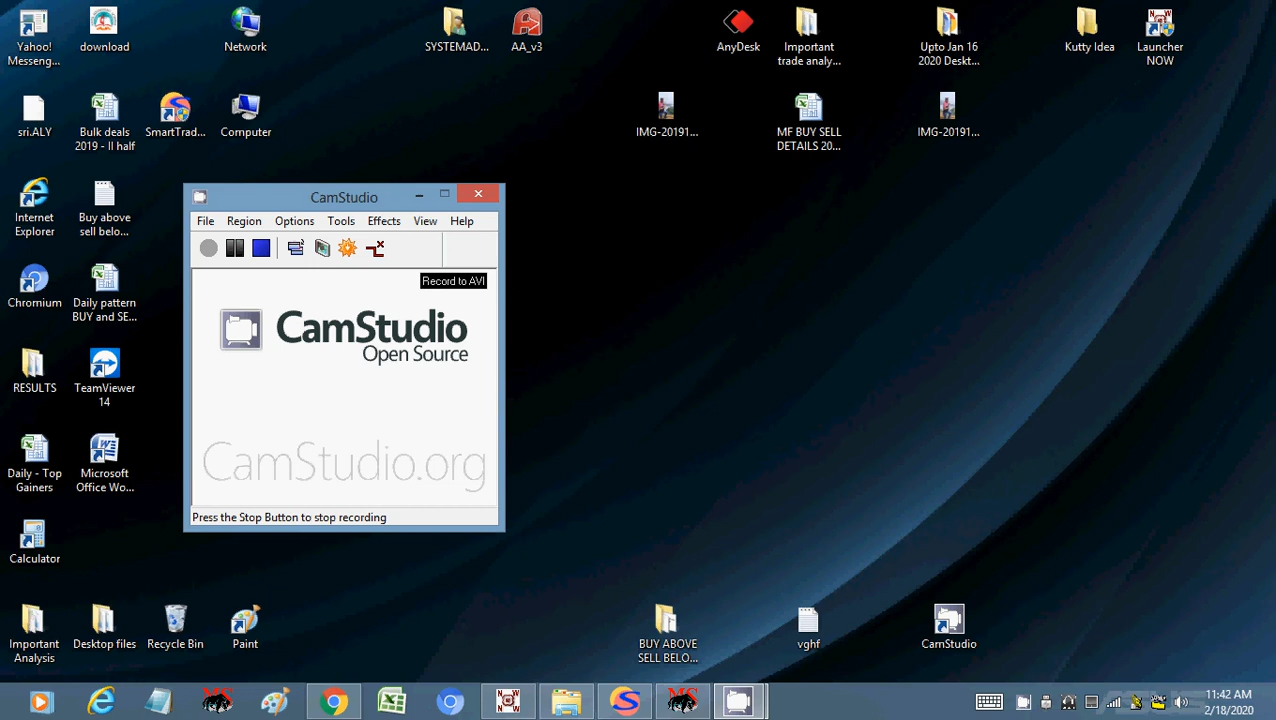 Yahoo!
Messeng...
download
Network
SYSTEMAD...
AA_v3
AnyDesk
Important
trade analy...
Upto Jan 16
2020 Deskt...
Kutty Idea
Launcher
NOW
sri.ALY
Bulk deals
2019 - II half
SmartTrad...
Computer
IMG-20191...
MF BUY SELL
DETAILS 20...
IMG-20191...
Internet
Explorer
Buy above
sell belo...
CamStudio
File Region Options Tools Effects View Help
Record to AVI
CamStudio
Open Source
CamStudio.org
Press the Stop Button to stop recording
Chromium
Daily pattern
BUY and SE...
RESULTS
TeamViewer
14
Daily - Top
Gainers
Microsoft
Office Wo...
Calculator
Important
Analysis
Desktop files
Recycle Bin
Paint
BUY ABOVE
SELL BELO...
vghf
CamStudio
MS
NOW
MS
11:42 AM
2/18/2020